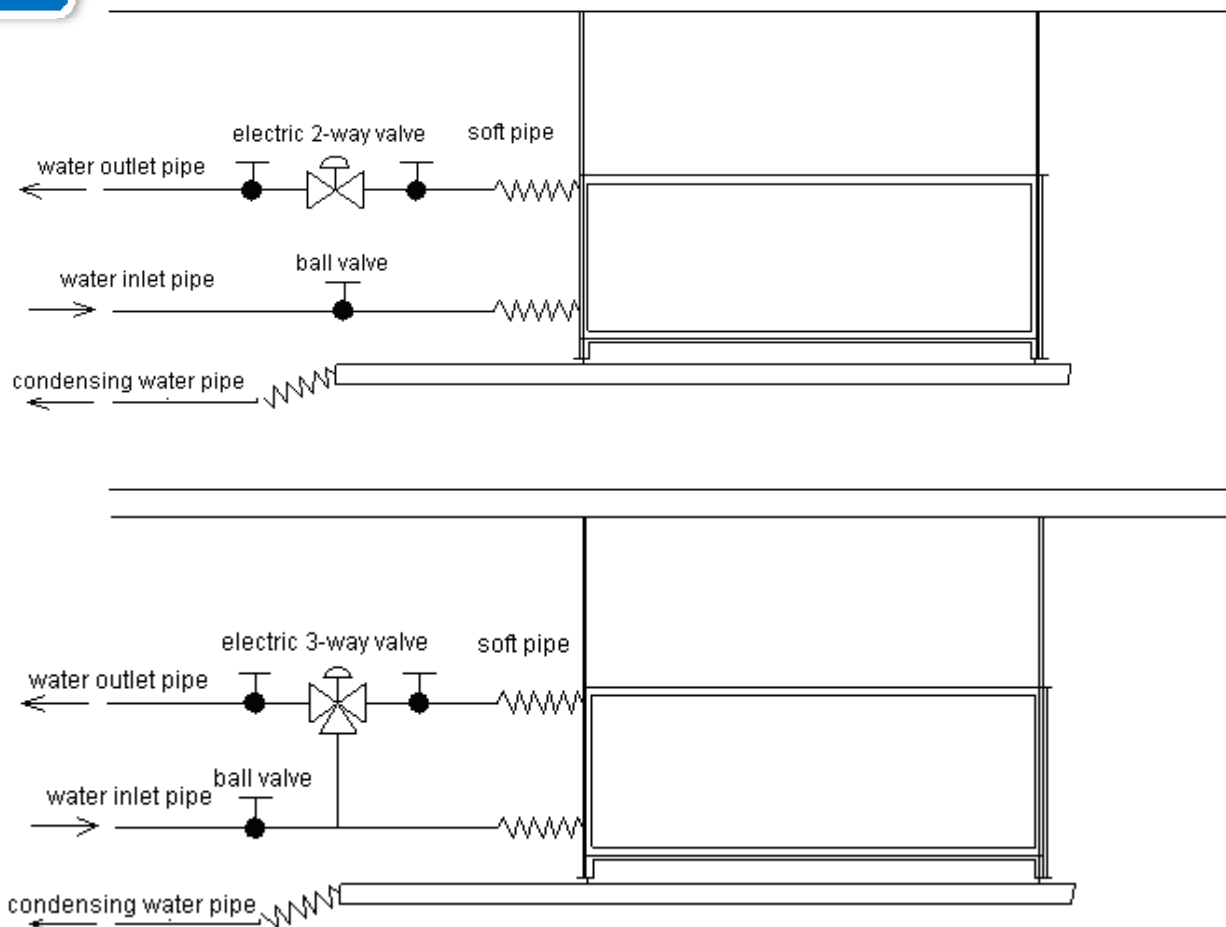 electric 2-way valve
soft pipe
water outlet pipe
ball valve
water inlet pipe
condensing water pipe
electric 3-way valve
soft pipe
water outlet pipe
ball valve
water inlet pipe
condensing water pipe